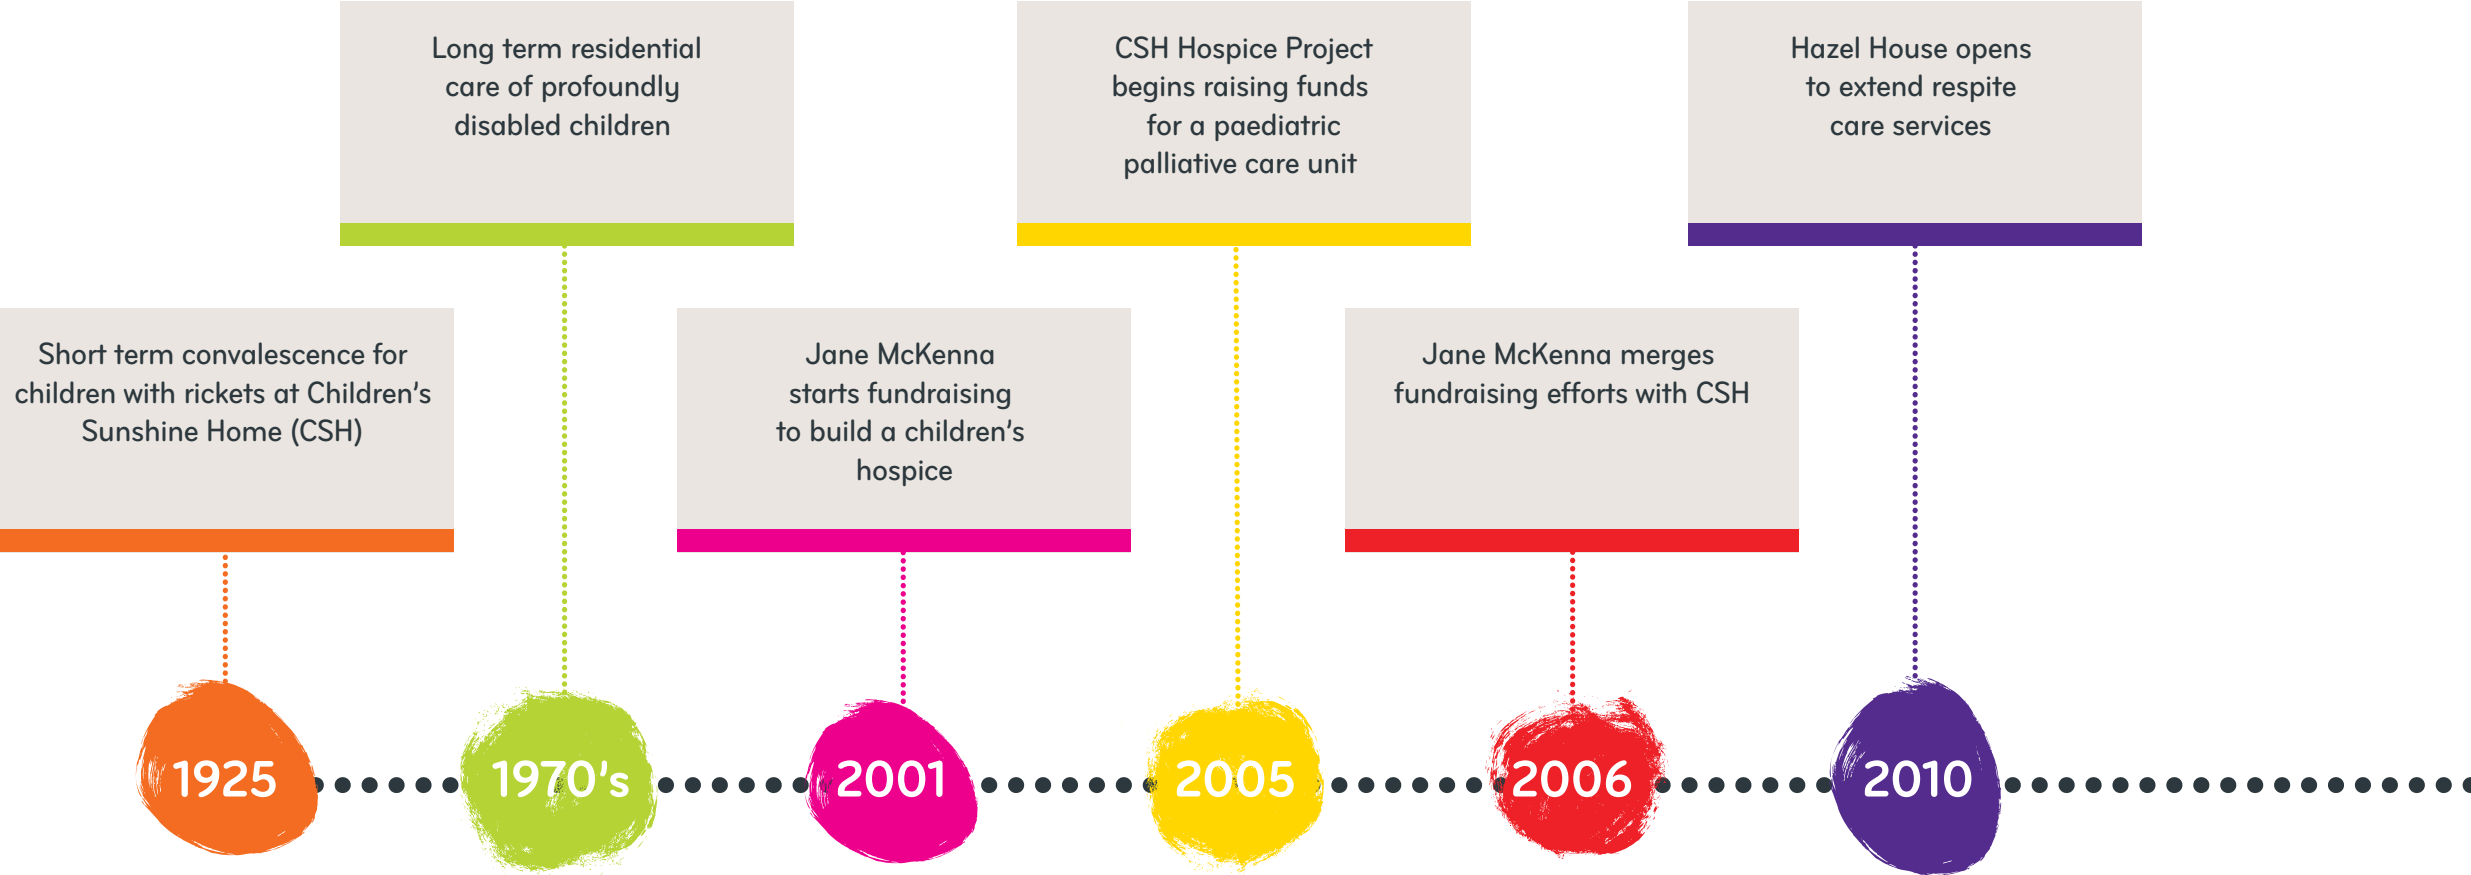 Long term residential
care of profoundly
disabled children
CSH Hospice Project
begins raising funds
for a paediatric
palliative care unit
Hazel House opens
to extend respite
care services
Short term convalescence for
children with rickets at Children's
Sunshine Home (CSH)
Jane McKenna
starts fundraising
to build a children's
hospice
Jane McKenna merges
fundraising efforts with CSH
1925
1970's
2001
2005
2006
2010